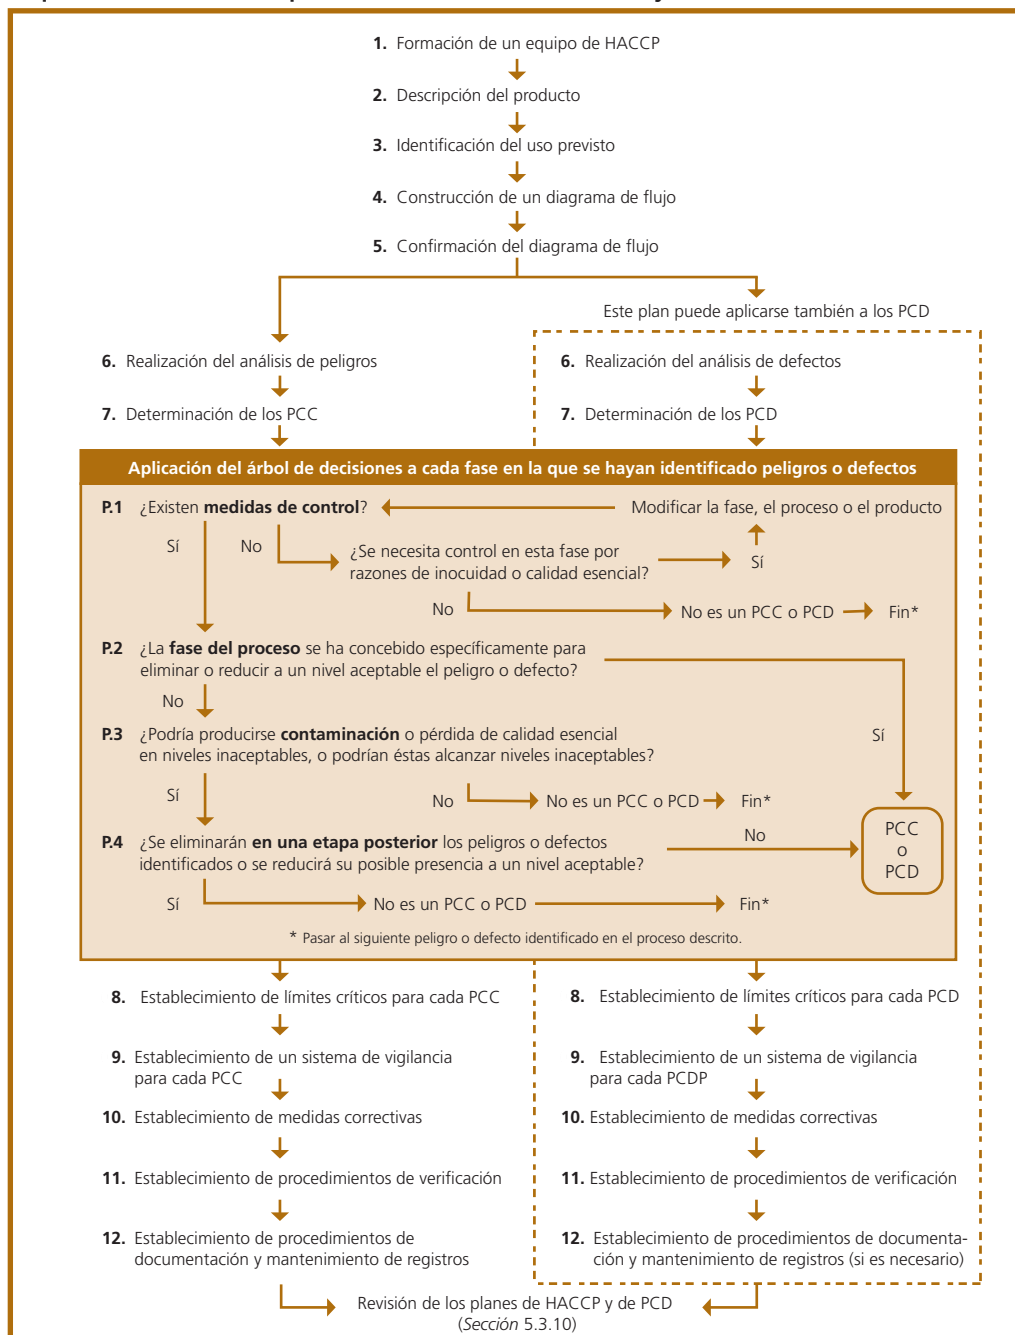 1. Formación de un equipo de HACCP
2. Descripción del producto
3. Identificación del uso previsto
4. Construcción de un diagrama de flujo
5. Confirmación del diagrama de flujo
Este plan puede aplicarse también a los PCD
6. Realización del análisis de peligros
6. Realización del análisis de defectos
7. Determinación de los PCC
7. Determinación de los PCD
Aplicación del árbol de decisiones a cada fase en la que se hayan identificado peligros o defectos
P.1 ¿Existen medidas de control?
Modificar la fase, el proceso o el producto
Sí
No
¿Se necesita control en esta fase por
razones de inocuidad o calidad esencial?
Sí
No
No es un PCC o PCD
Fin*
P.2 ¿La fase del proceso se ha concebido específicamente para
eliminar o reducir a un nivel aceptable el peligro o defecto?
No
Sí
P.3 ¿Podría producirse contaminación o pérdida de calidad esencial
en niveles inaceptables, o podrían éstas alcanzar niveles inaceptables?
Sí
No
No es un PCC o PCD
Fin*
P.4 ¿Se eliminarán en una etapa posterior los peligros o defectos
identificados o se reducirá su posible presencia a un nivel aceptable?
No
PCC
o
PCD
Sí
No es un PCC o PCD
Fin*
* Pasar al siguiente peligro o defecto identificado en el proceso descrito.
8. Establecimiento de límites críticos para cada PCC
8. Establecimiento de límites críticos para cada PCD
9. Establecimiento de un sistema de vigilancia
para cada PCC
9. Establecimiento de un sistema de vigilancia
para cada PCDP
10. Establecimiento de medidas correctivas
10. Establecimiento de medidas correctivas
11. Establecimiento de procedimientos de verificación
11. Establecimiento de procedimientos de verificación
12. Establecimiento de procedimientos de
documentación y mantenimiento de registros
12. Establecimiento de procedimientos de documenta-
ción y mantenimiento de registros (si es necesario)
Revisión de los planes de HACCP y de PCD
(Sección 5.3.10)